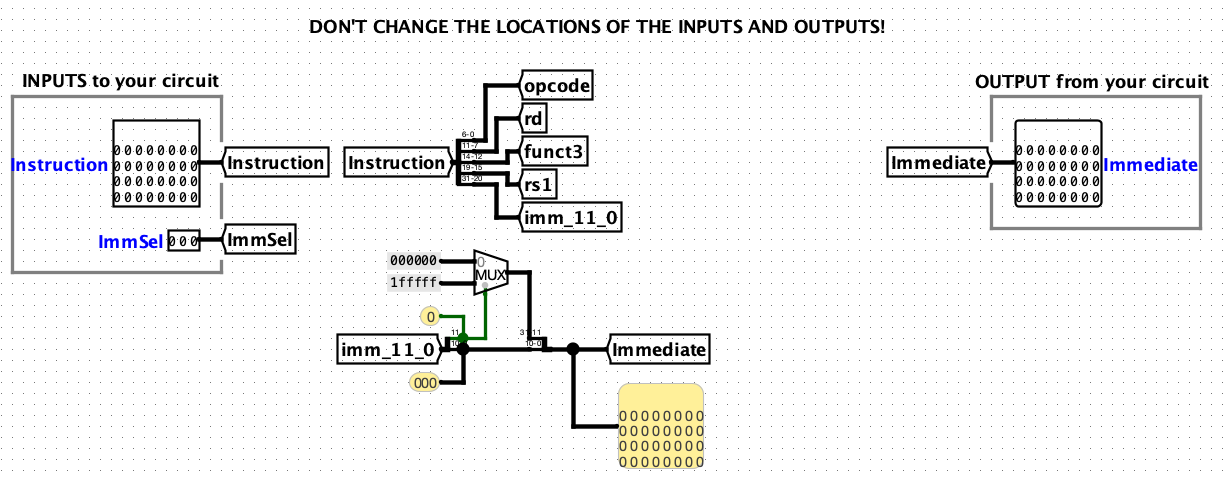 DON'T CHANGE THE LOCATIONS OF THE INPUTS AND OUTPUTS!
INPUTS to your circuit
OUTPUT from your circuit
Instruction
00000000
00000000
00000000
00000000
Instruction
ImmSel
000
ImmSel
Instruction
6-0
11-7
14-12
19-15
31-20
opcode
rd
funct3
rs1
imm_11_0
Immediate
00000000
00000000
00000000
00000000
Immediate
000000
1fffff
0
MUX
0
imm_11_0
11
000
31-11
10-0
Immediate
00000000
00000000
00000000
00000000